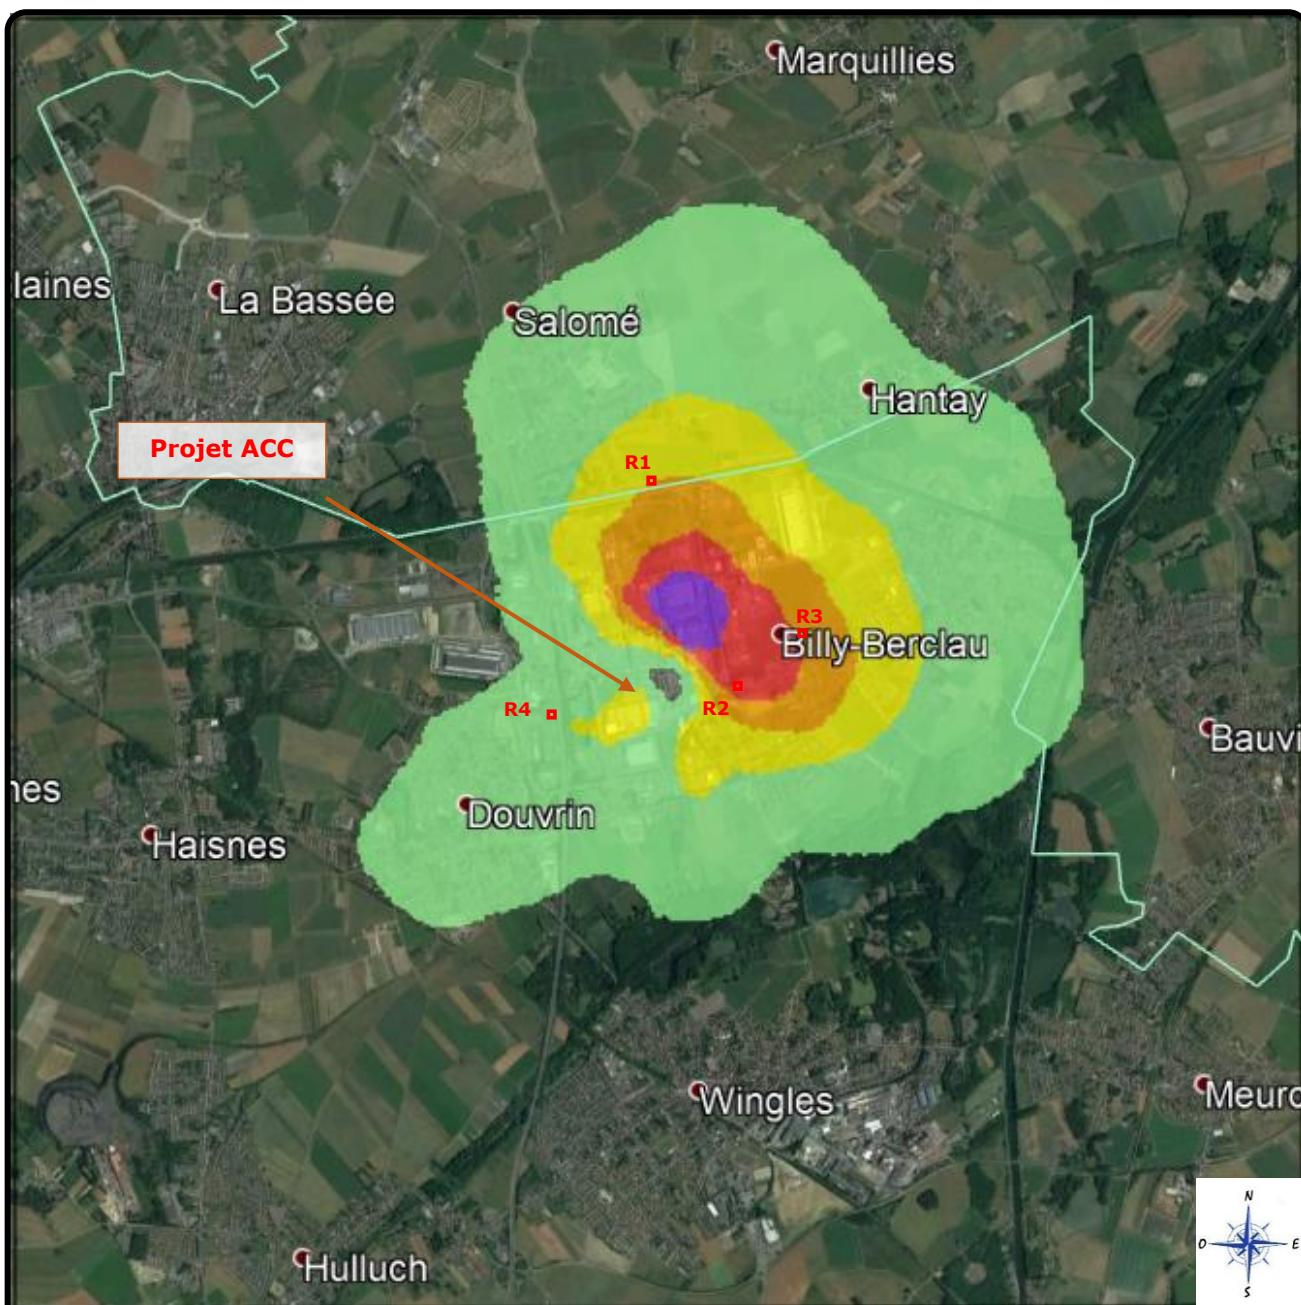 Marquillies
laines
La Bassée
Salomé
Hantay
Projet ACC
R1
R3
Billy-Berclau
R4
R2
Bauvi
nes
Douvrin
Haisnes
Wingles
Meurc
Hulluch
N
O
E
S